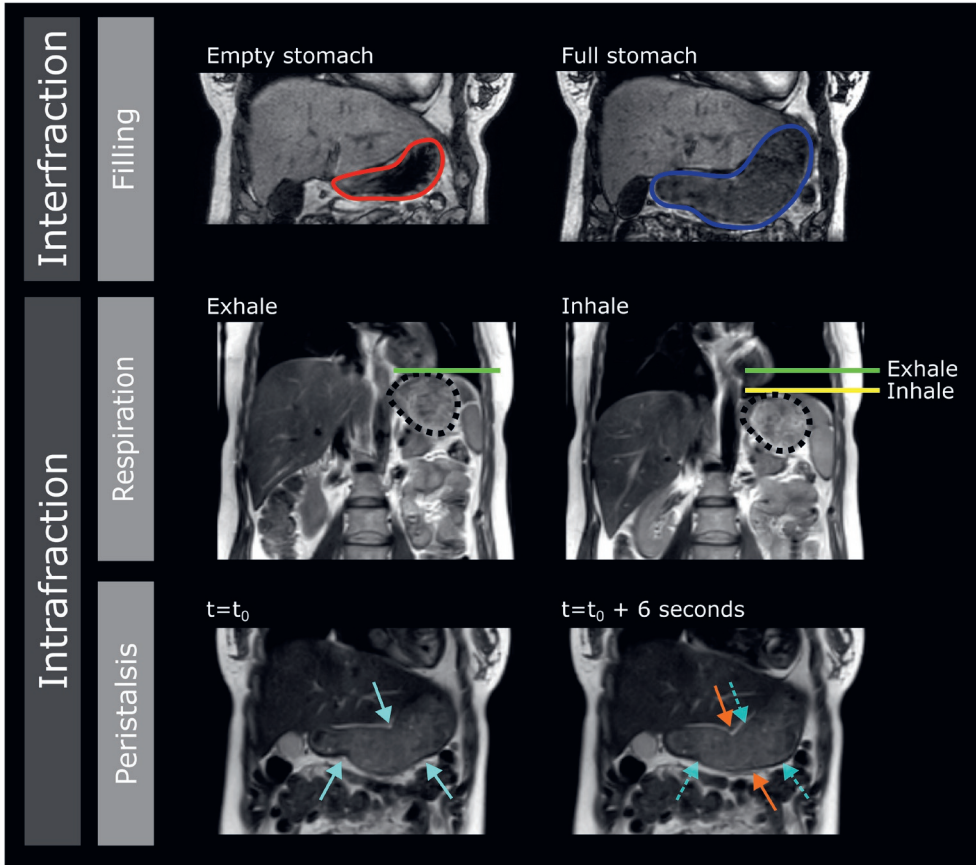 Interfraction
Filling
Empty stomach
Full stomach
Intrafraction
Respiration
Exhale
Inhale
Exhale
Inhale
Peristalsis
t=t₀
t=t₀ + 6 seconds